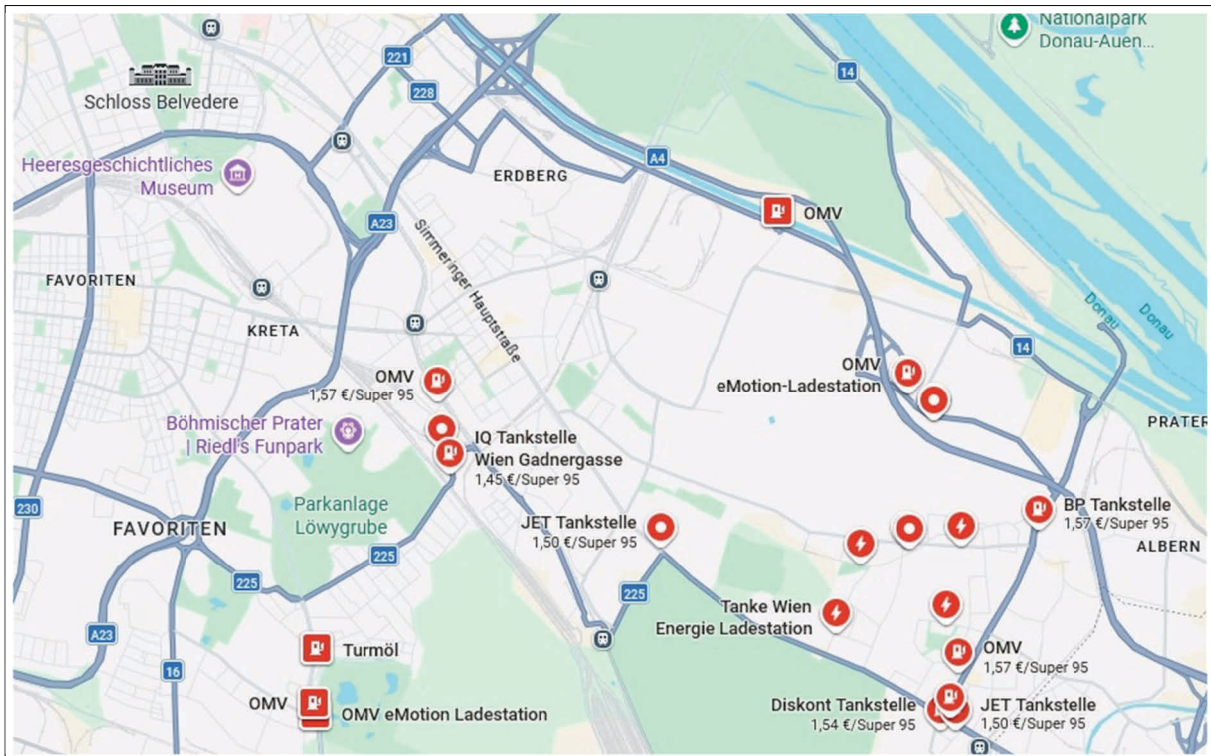 Nationalpark
Donau-Auen...
221
14
Schloss Belvedere
228
Heeresgeschichtliches
Museum
ERDBERG
A4
OMV
A23
Simmeringer Hauptstraße
FAVORITEN
KRETA
Donau
Donau
14
OMV
1,57 €/Super 95
OMV
eMotion-Ladestation
PRATER
Böhmischer Prater
| Riedl's Funpark
IQ Tankstelle
Wien Gadnergasse
1,45 €/Super 95
230
Parkanlage
Löwygrube
FAVORITEN
JET Tankstelle
1,50 €/Super 95
BP Tankstelle
1,57 €/Super 95
ALBERN
225
225
225
Tanke Wien
Energie Ladestation
A23
16
Turmöl
OMV
1,57 €/Super 95
OMV
OMV eMotion Ladestation
Diskont Tankstelle
1,54 €/Super 95
JET Tankstelle
1,50 €/Super 95